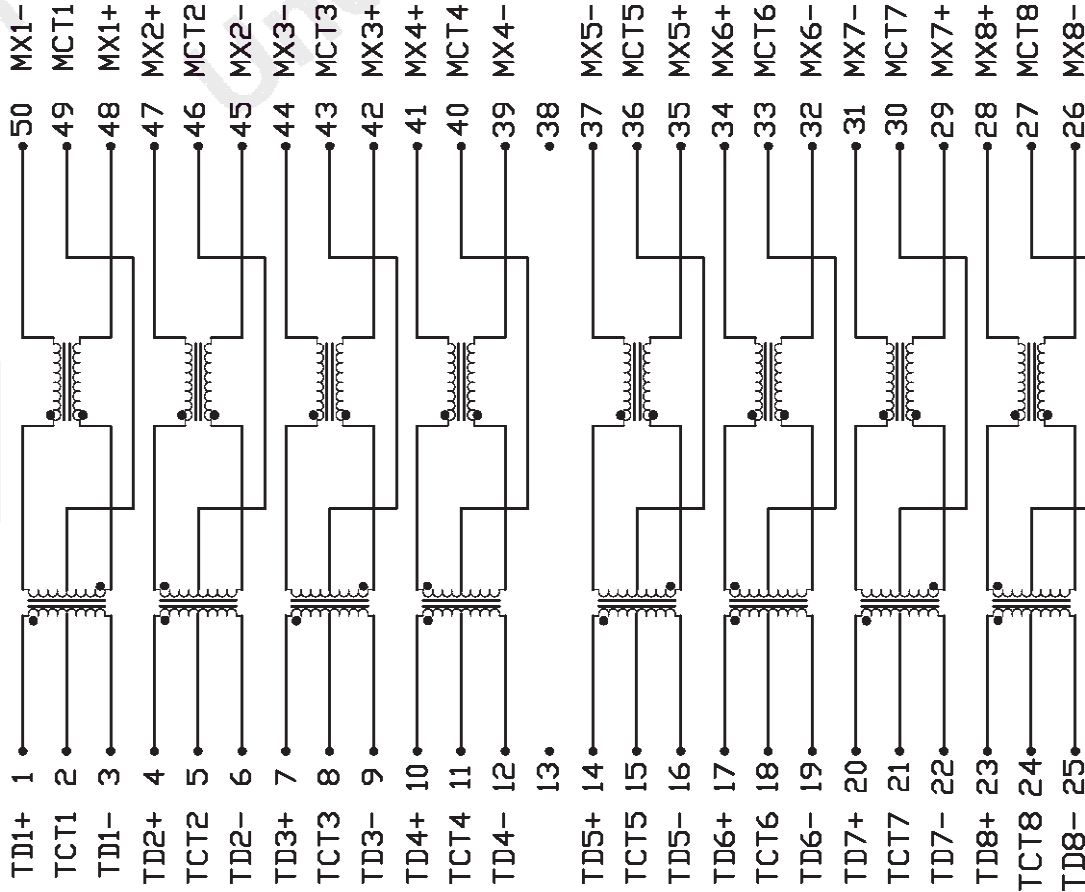 50 MX1-
49 MCT1
48 MX1+
47 MX2+
46 MCT2
45 MX2-
44 MX3-
43 MCT3
42 MX3+
41 MX4+
40 MCT4
39 MX4-
38
37 MX5-
36 MCT5
35 MX5+
34 MX6+
33 MCT6
32 MX6-
31 MX7-
30 MCT7
29 MX7+
28 MX8+
27 MCT8
26 MX8-
TD1+ 1
TCT1 2
TD1- 3
TD2+ 4
TCT2 5
TD2- 6
TD3+ 7
TCT3 8
TD3- 9
TD4+ 10
TCT4 11
TD4- 12
13
TD5+ 14
TCT5 15
TD5- 16
TD6+ 17
TCT6 18
TD6- 19
TD7+ 20
TCT7 21
TD7- 22
TD8+ 23
TCT8 24
TD8- 25